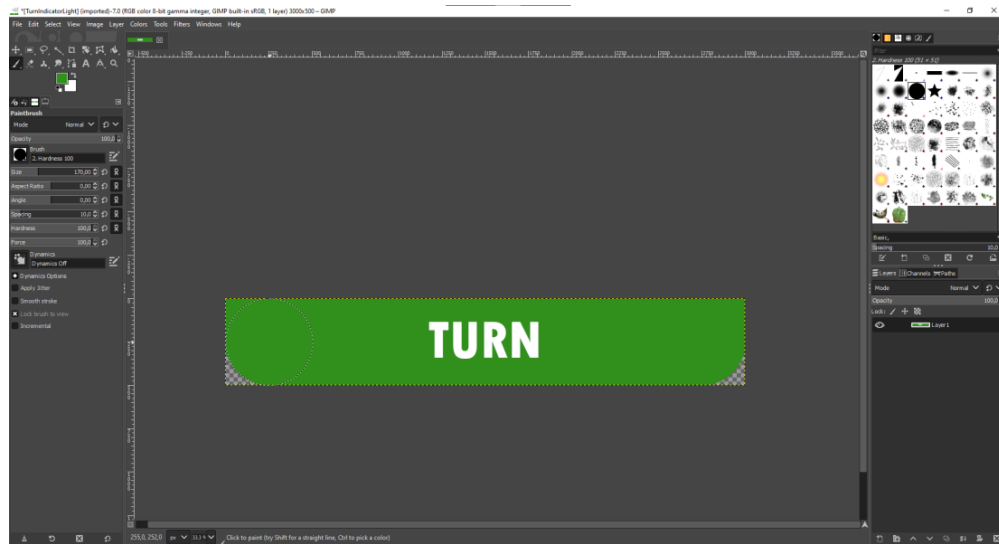 *[TurnIndicatorLight] (imported)-7.0 (RGB color 8-bit gamma integer, GIMP built-in sRGB, 1 layer) 3000x500 – GIMP
File Edit Select View Image Layer Colors Tools Filters Windows Help
Paintbrush
Mode Normal
Opacity 100,0
Brush
2. Hardness 100
Size 170,00
Aspect Ratio 0,00
Angle 0,00
Spacing 10,0
Hardness 100,0
Force 100,0
Dynamics
Dynamics Off
Dynamics Options
Apply Jitter
Smooth stroke
Lock brush to view
Incremental
TURN
255,0, 252,0 px 33,3 % Click to paint (try Shift for a straight line, Ctrl to pick a color)
filter
2. Hardness 100 (51 × 51)
Basic,
Spacing 10,0
Layers Channels Paths
Mode Normal
Opacity 100,0
Lock:
Layer 1